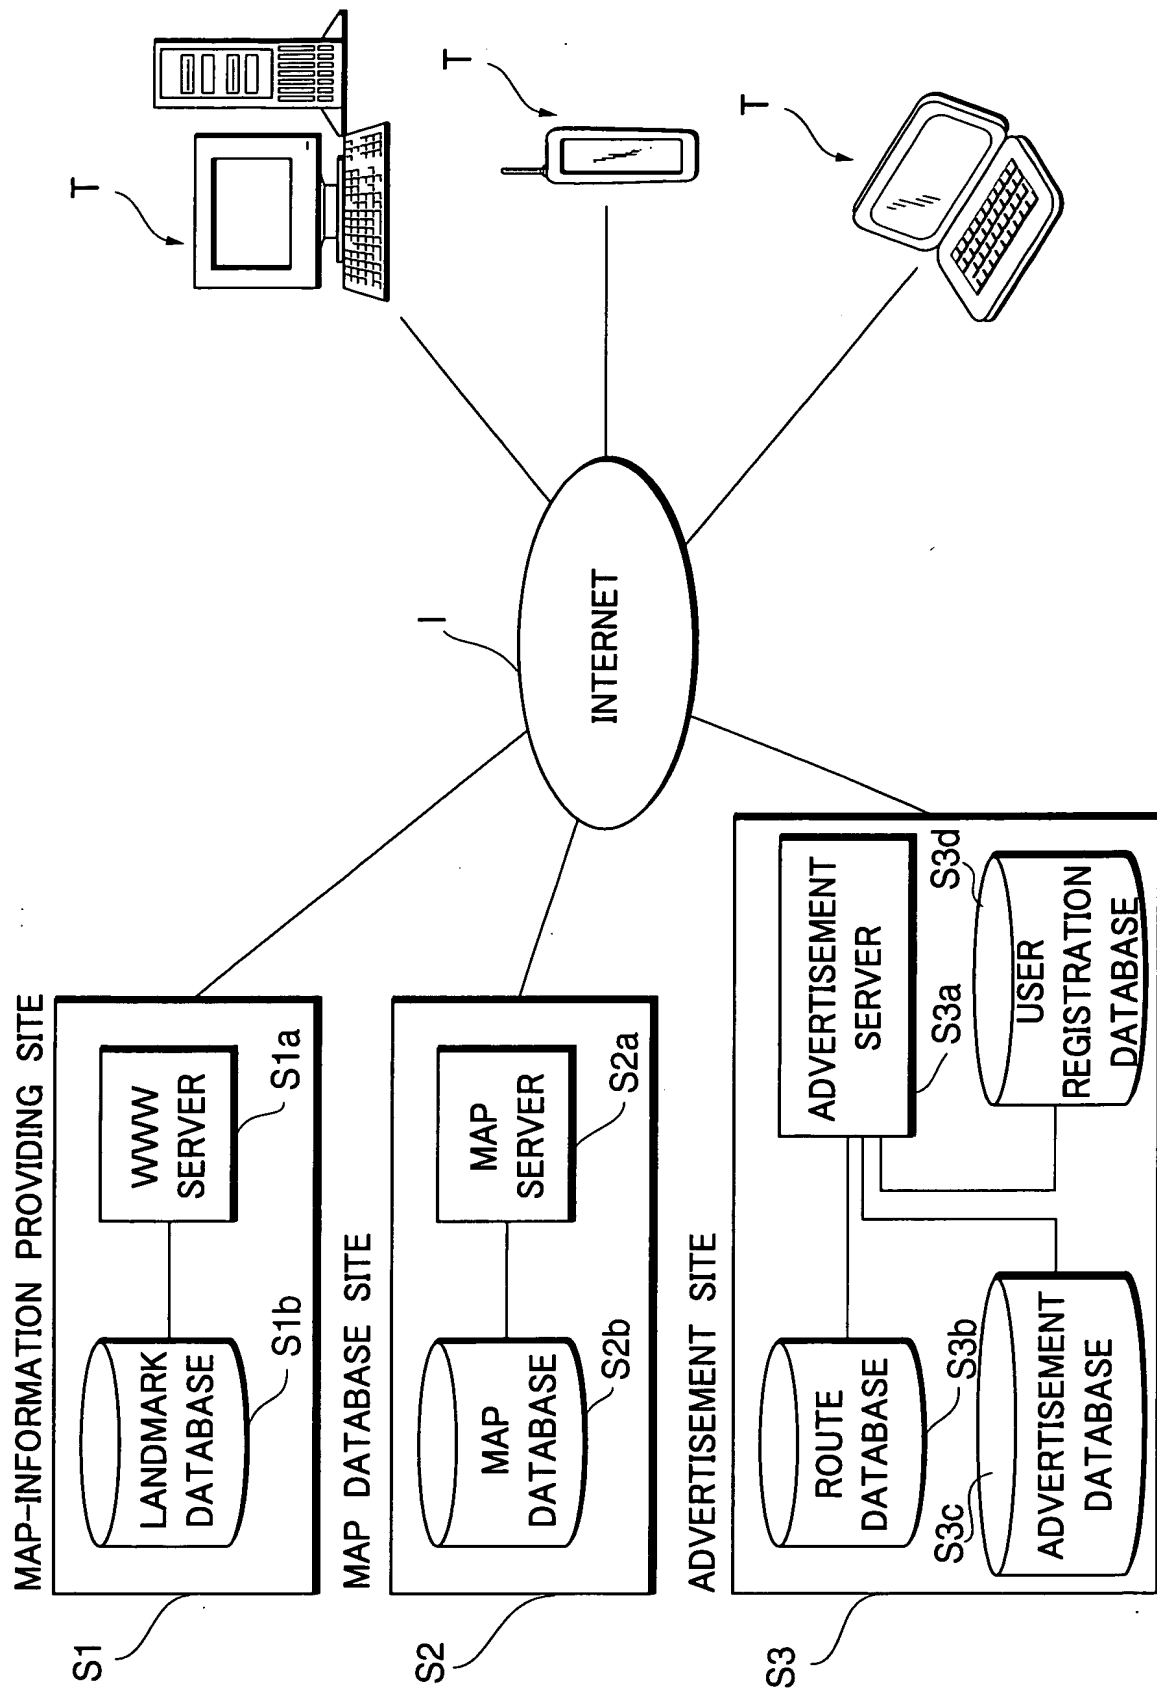 MAP-INFORMATION PROVIDING SITE
S1
LANDMARK
DATABASE
S1b
WWW
SERVER
S1a
MAP DATABASE SITE
S2
MAP
DATABASE
S2b
MAP
SERVER
S2a
ADVERTISEMENT SITE
S3
ROUTE
DATABASE
S3b
S3c
ADVERTISEMENT
DATABASE
ADVERTISEMENT
SERVER
S3a
S3d
USER
REGISTRATION
DATABASE
I
INTERNET
T
T
T